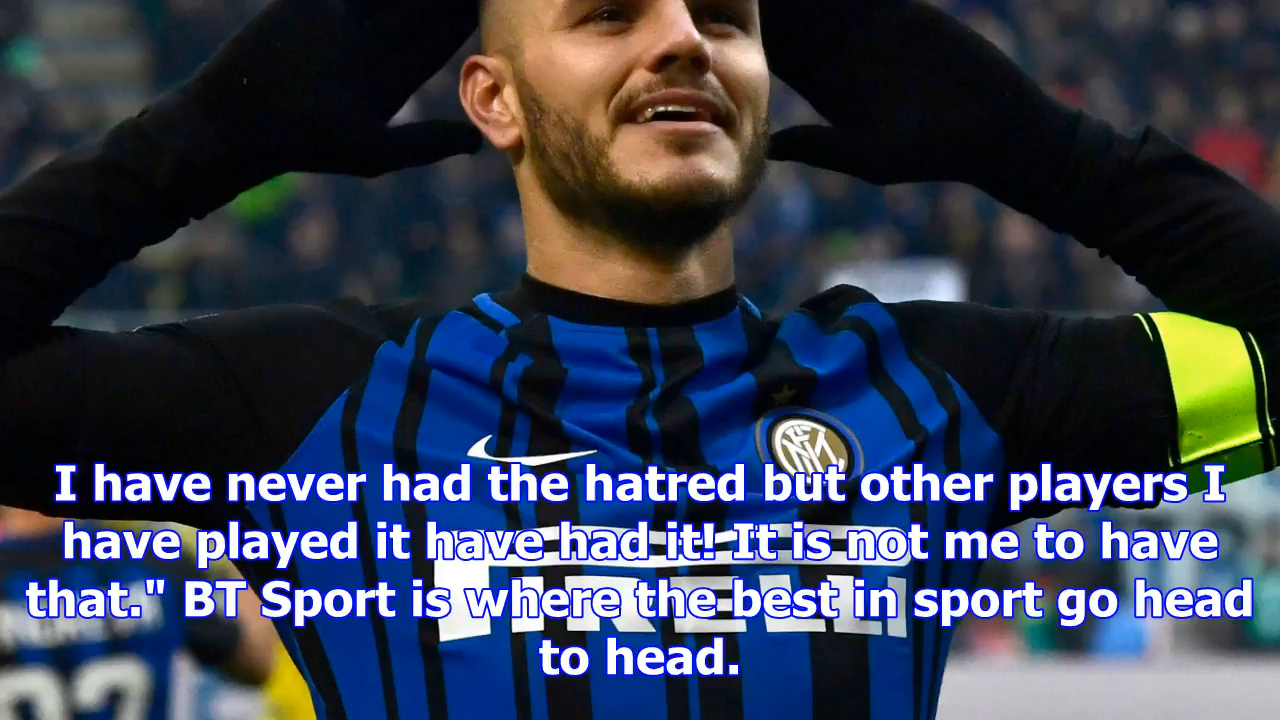 I have never had the hatred but other players I
have played it have had it! It is not me to have
that." BT Sport is where the best in sport go head
to head.
IRELLI